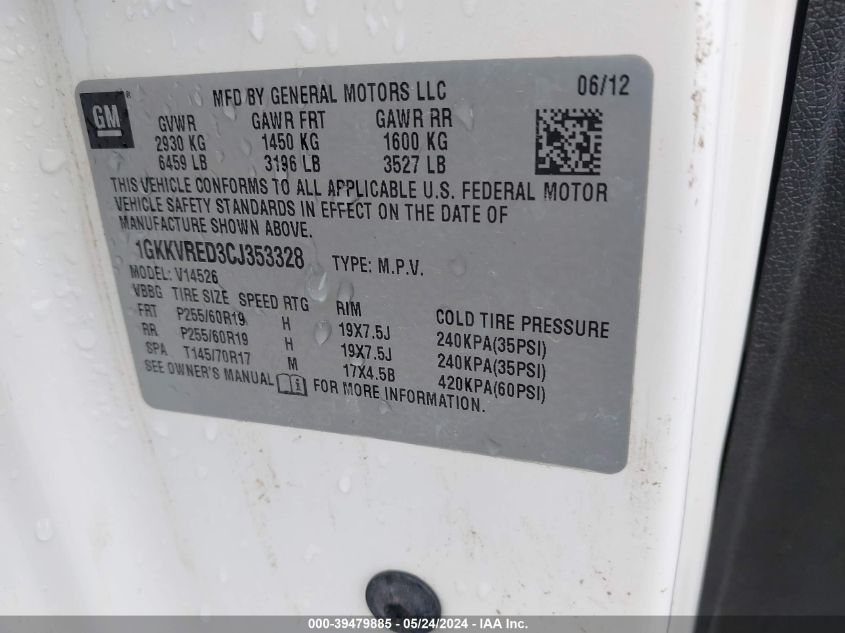 GM
®
MFD BY GENERAL MOTORS LLC 06/12
GVWR GAWR FRT GAWR RR
2930 KG 1450 KG 1600 KG
6459 LB 3196 LB 3527 LB
THIS VEHICLE CONFORMS TO ALL APPLICABLE U.S. FEDERAL MOTOR
VEHICLE SAFETY STANDARDS IN EFFECT ON THE DATE OF
MANUFACTURE SHOWN ABOVE.
1GKKVRED3CJ353328 TYPE: M.P.V.
MODEL: V14526
VBBG TIRE SIZE SPEED RTG RIM COLD TIRE PRESSURE
FRT P255/60R19 H 19X7.5J 240KPA(35PSI)
RR P255/60R19 H 19X7.5J 240KPA(35PSI)
SPA T145/70R17 M 17X4.5B 420KPA(60PSI)
SEE OWNER'S MANUAL FOR MORE INFORMATION.
000-39479885 - 05/24/2024 - IAA Inc.